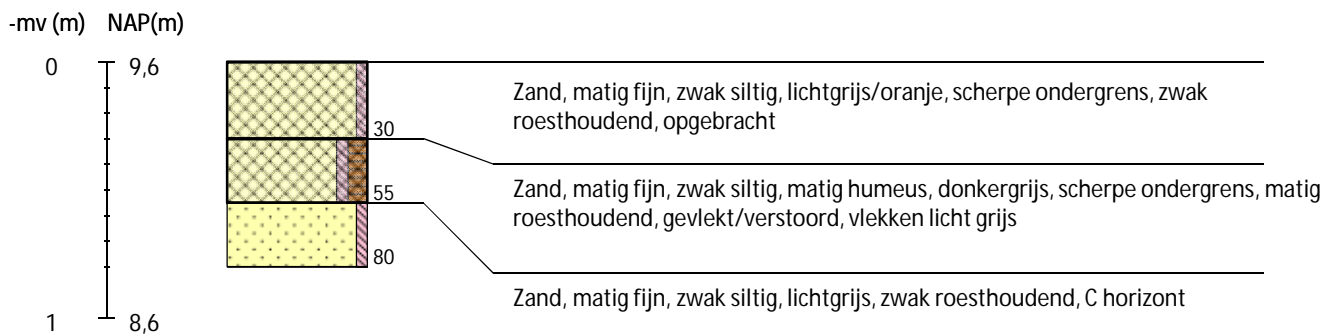 -mv (m) NAP(m)
0 9,6
Zand, matig fijn, zwak siltig, lichtgrijs/oranje, scherpe ondergrens, zwak
roesthoudend, opgebracht
30
Zand, matig fijn, zwak siltig, matig humeus, donkergrijs, scherpe ondergrens, matig
roesthoudend, gevlekt/verstoord, vlekken licht grijs
55
80
Zand, matig fijn, zwak siltig, lichtgrijs, zwak roesthoudend, C horizont
1 8,6